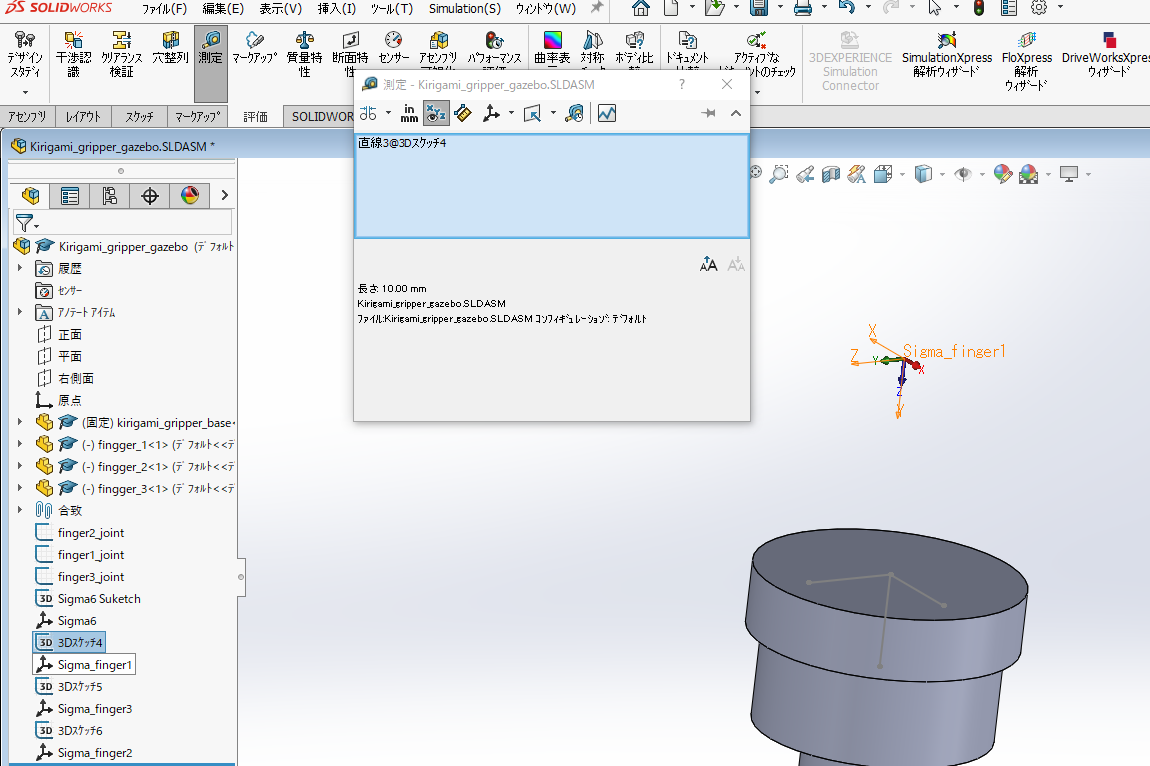 SOLIDWORKS ファイル(F) 編集(E) 表示(V) 挿入(I) ツール(T) Simulation(S) ウィンドウ(W)
デザイン スタディ
干渉認識
クリアランス 検証
穴整列
測定
マークアップ
質量特性
断面特性
センサー
アセンブリ
パフォーマンス
曲率表
対称
ボディ比
ドキュメント
アクティブな
ントのチェック
3DEXPERIENCE Simulation Connector
SimulationXpress 解析ウィザード
FloXpress 解析 ウィザード
DriveWorksXpres ウィザード
アセンブリ レイアウト スケッチ マークアップ 評価 SOLIDWOR
測定 - Kirigami_gripper_gazebo.SLDASM
in
mm
直線3@3Dスケッチ4
長さ: 10.00 mm
Kirigami_gripper_gazebo.SLDASM
ファイル:Kirigami_gripper_gazebo.SLDASM コンフィギュレーション: デフォルト
Kirigami_gripper_gazebo.SLDASM *
Kirigami_gripper_gazebo (デフォルト
履歴
センサー
アノテート アイテム
正面
平面
右側面
原点
(固定) kirigami_gripper_base
(-) fingger_1<1> (デフォルト<<デ
(-) fingger_2<1> (デフォルト<<デ
(-) fingger_3<1> (デフォルト<<デ
合致
finger2_joint
finger1_joint
finger3_joint
3D Sigma6 Suketch
Sigma6
3D 3Dスケッチ4
Sigma_finger1
3D 3Dスケッチ5
Sigma_finger3
3D 3Dスケッチ6
Sigma_finger2
X
Z Y Sigma_finger1
X
Z
Y